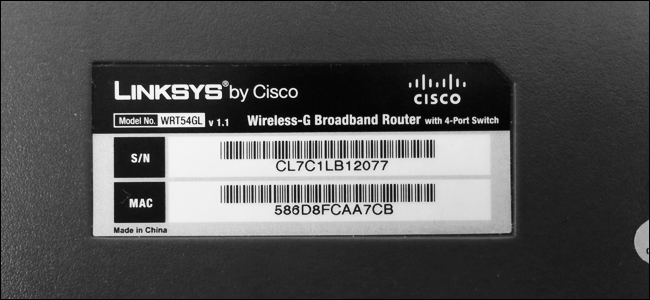 LINKSYS® by Cisco
CISCO
Model No. WRT54GL v 1.1 Wireless-G Broadband Router with 4-Port Switch
S/N
CL7C1LB12077
MAC
586D8FCAA7CB
Made in China